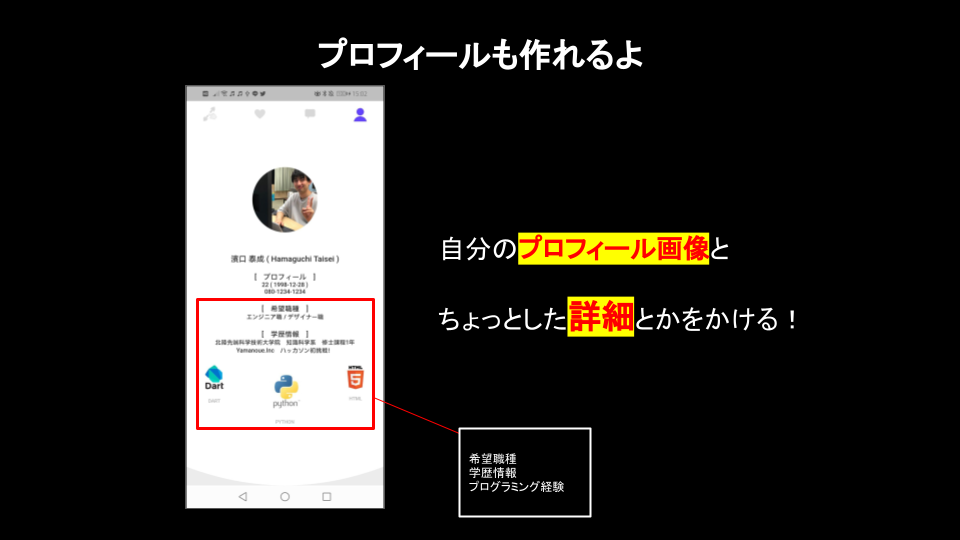 プロフィールも作れるよ
15:02
濱口 泰成 ( Hamaguchi Taisei )
[ プロフィール ]
22 ( 1998-12-28 )
080-1234-1234
[ 希望職種 ]
エンジニア職 / デザイナー職
[ 学歴情報 ]
北陸先端科学技術大学院 知識科学系 修士課程1年
Yamanoue.Inc ハッカソン初挑戦!
Dart
DART
python
PYTHON
HTML
5
HTML
自分のプロフィール画像と
ちょっとした詳細とかをかける！
希望職種
学歴情報
プログラミング経験